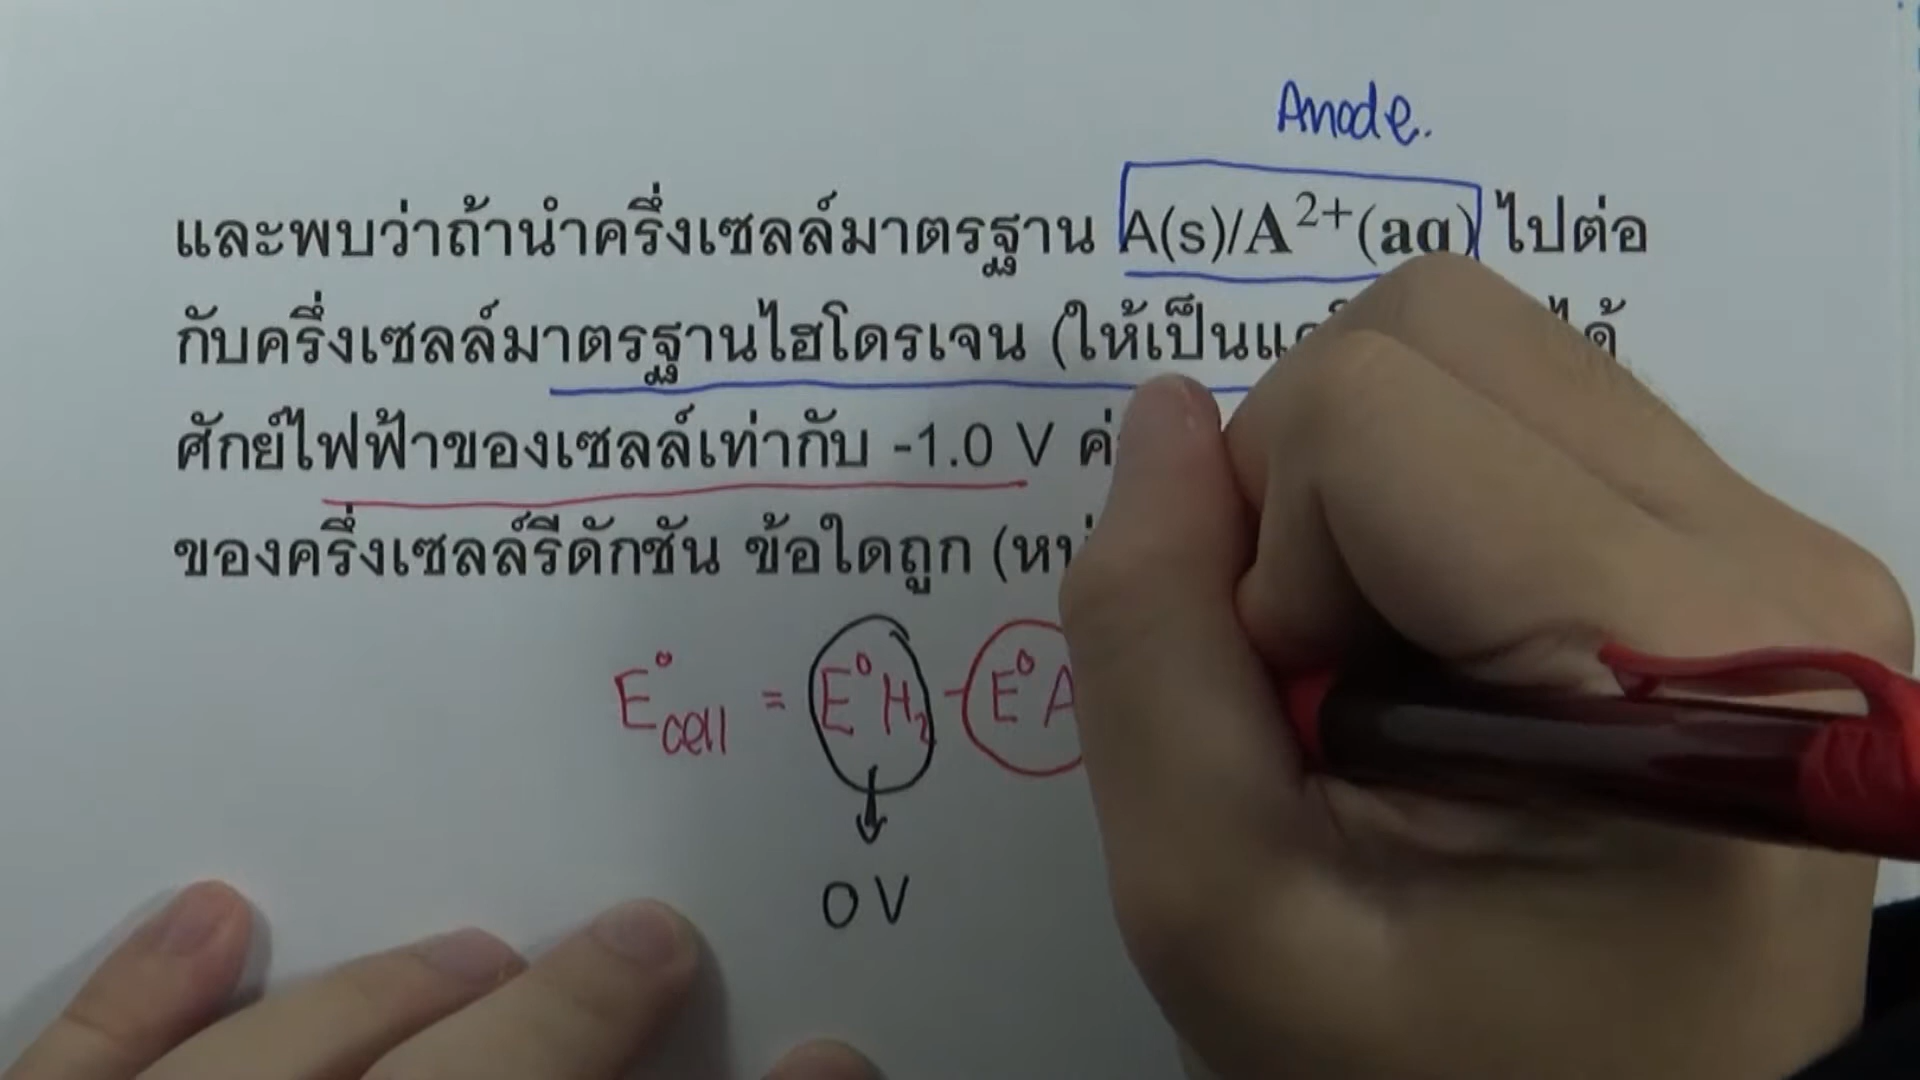 Anode.
และพบว่าถ้านำครึ่งเซลล์มาตรฐาน A(s)/A²⁺(aq) ไปต่อ
กับครึ่งเซลล์มาตรฐานไฮโดรเจน (ให้เป็น ได้
ศักย์ไฟฟ้าของเซลล์เท่ากับ -1.0 V
ของครึ่งเซลล์รีดักชัน ข้อใดถูก
E°cell = E°H₂ - E°A
0 V